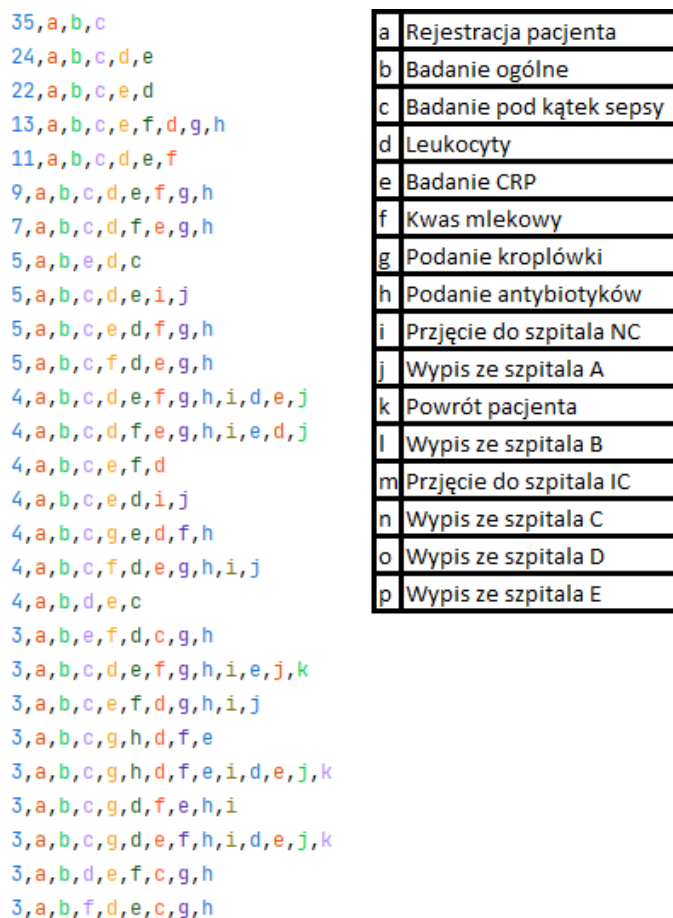 35,a,b,c
24,a,b,c,d,e
22,a,b,c,e,d
13,a,b,c,e,f,d,g,h
11,a,b,c,d,e,f
9,a,b,c,d,e,f,g,h
7,a,b,c,d,f,e,g,h
5,a,b,e,d,c
5,a,b,c,d,e,i,j
5,a,b,c,e,d,f,g,h
5,a,b,c,f,d,e,g,h
4,a,b,c,d,e,f,g,h,i,d,e,j
4,a,b,c,d,f,e,g,h,i,e,d,j
4,a,b,c,e,f,d
4,a,b,c,e,d,i,j
4,a,b,c,g,e,d,f,h
4,a,b,c,f,d,e,g,h,i,j
4,a,b,d,e,c
3,a,b,e,f,d,c,g,h
3,a,b,c,d,e,f,g,h,i,e,j,k
3,a,b,c,e,f,d,g,h,i,j
3,a,b,c,g,h,d,f,e
3,a,b,c,g,h,d,f,e,i,d,e,j,k
3,a,b,c,g,d,f,e,h,i
3,a,b,c,g,d,e,f,h,i,d,e,j,k
3,a,b,d,e,f,c,g,h
3,a,b,f,d,e,c,g,h
a Rejestracja pacjenta
b Badanie ogólne
c Badanie pod kątek sepsy
d Leukocyty
e Badanie CRP
f Kwas mlekowy
g Podanie kroplówki
h Podanie antybiotyków
i Przjęcie do szpitala NC
j Wypis ze szpitala A
k Powrót pacjenta
l Wypis ze szpitala B
m Przjęcie do szpitala IC
n Wypis ze szpitala C
o Wypis ze szpitala D
p Wypis ze szpitala E